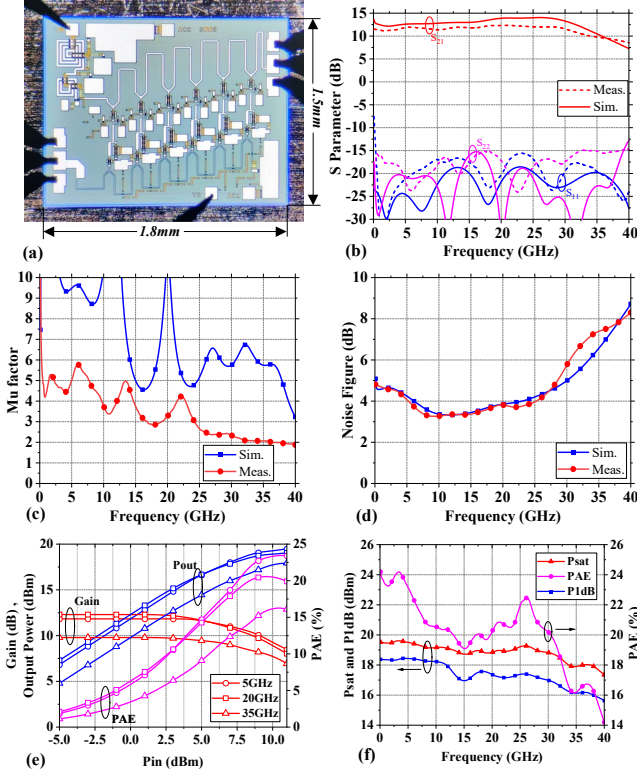 1.5mm
1.8mm
(a)
15
10
5
0
-5
-10
-15
-20
-25
-30
S Parameter (dB)
S21
Meas.
Sim.
S22
S11
0 5 10 15 20 25 30 35 40
Frequency (GHz)
(b)
10
9
8
7
6
5
4
3
2
1
0
Mu factor
Sim.
Meas.
0 5 10 15 20 25 30 35 40
Frequency (GHz)
(c)
10
8
6
4
2
0
Noise Figure (dB)
Sim.
Meas.
0 5 10 15 20 25 30 35 40
Frequency (GHz)
(d)
20
15
10
5
0
Gain (dB) ,
Output Power (dBm)
Gain
Pout
PAE
5GHz
20GHz
35GHz
25
20
15
10
5
0
PAE (%)
-5.0 -2.5 0.0 2.5 5.0 7.5 10.0
Pin (dBm)
(e)
26
24
22
20
18
16
14
Psat and P1dB (dBm)
Psat
PAE
P1dB
26
24
22
20
18
16
14
PAE (%)
0 5 10 15 20 25 30 35 40
Frequency (GHz)
(f)